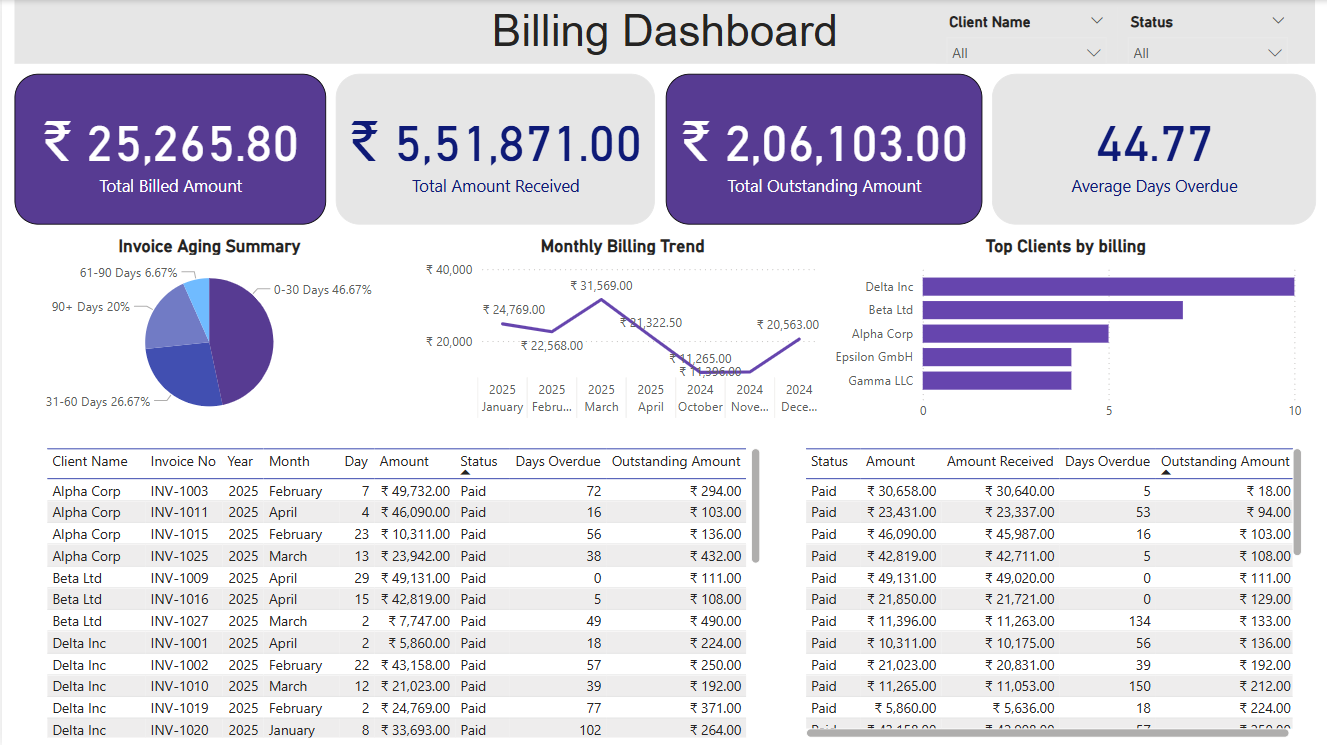 Billing Dashboard
Client Name
All
Status
All
₹ 25,265.80
Total Billed Amount
₹ 5,51,871.00
Total Amount Received
₹ 2,06,103.00
Total Outstanding Amount
44.77
Average Days Overdue
Invoice Aging Summary
61-90 Days 6.67%
0-30 Days 46.67%
90+ Days 20%
31-60 Days 26.67%
Monthly Billing Trend
₹ 40,000
₹ 20,000
₹ 24,769.00
₹ 22,568.00
₹ 31,569.00
₹ 21,322.50
₹ 11,265.00
₹ 11,396.00
₹ 20,563.00
2025 2025 2025 2025 2024 2024 2024
January Febru... March April October Nove... Dece...
Top Clients by billing
Delta Inc
Beta Ltd
Alpha Corp
Epsilon GmbH
Gamma LLC
0 5 10
Client Name Invoice No Year Month Day Amount Status Days Overdue Outstanding Amount
Alpha Corp INV-1003 2025 February 7 ₹ 49,732.00 Paid 72 ₹ 294.00
Alpha Corp INV-1011 2025 April 4 ₹ 46,090.00 Paid 16 ₹ 103.00
Alpha Corp INV-1015 2025 February 23 ₹ 10,311.00 Paid 56 ₹ 136.00
Alpha Corp INV-1025 2025 March 13 ₹ 23,942.00 Paid 38 ₹ 432.00
Beta Ltd INV-1009 2025 April 29 ₹ 49,131.00 Paid 0 ₹ 111.00
Beta Ltd INV-1016 2025 April 15 ₹ 42,819.00 Paid 5 ₹ 108.00
Beta Ltd INV-1027 2025 March 2 ₹ 7,747.00 Paid 49 ₹ 490.00
Delta Inc INV-1001 2025 April 2 ₹ 5,860.00 Paid 18 ₹ 224.00
Delta Inc INV-1002 2025 February 22 ₹ 43,158.00 Paid 57 ₹ 250.00
Delta Inc INV-1010 2025 March 12 ₹ 21,023.00 Paid 39 ₹ 192.00
Delta Inc INV-1019 2025 February 2 ₹ 24,769.00 Paid 77 ₹ 371.00
Delta Inc INV-1020 2025 January 8 ₹ 33,693.00 Paid 102 ₹ 264.00
Status Amount Amount Received Days Overdue Outstanding Amount
Paid ₹ 30,658.00 ₹ 30,640.00 5 ₹ 18.00
Paid ₹ 23,431.00 ₹ 23,337.00 53 ₹ 94.00
Paid ₹ 46,090.00 ₹ 45,987.00 16 ₹ 103.00
Paid ₹ 42,819.00 ₹ 42,711.00 5 ₹ 108.00
Paid ₹ 49,131.00 ₹ 49,020.00 0 ₹ 111.00
Paid ₹ 21,850.00 ₹ 21,721.00 0 ₹ 129.00
Paid ₹ 11,396.00 ₹ 11,263.00 134 ₹ 133.00
Paid ₹ 10,311.00 ₹ 10,175.00 56 ₹ 136.00
Paid ₹ 21,023.00 ₹ 20,831.00 39 ₹ 192.00
Paid ₹ 11,265.00 ₹ 11,053.00 150 ₹ 212.00
Paid ₹ 5,860.00 ₹ 5,636.00 18 ₹ 224.00